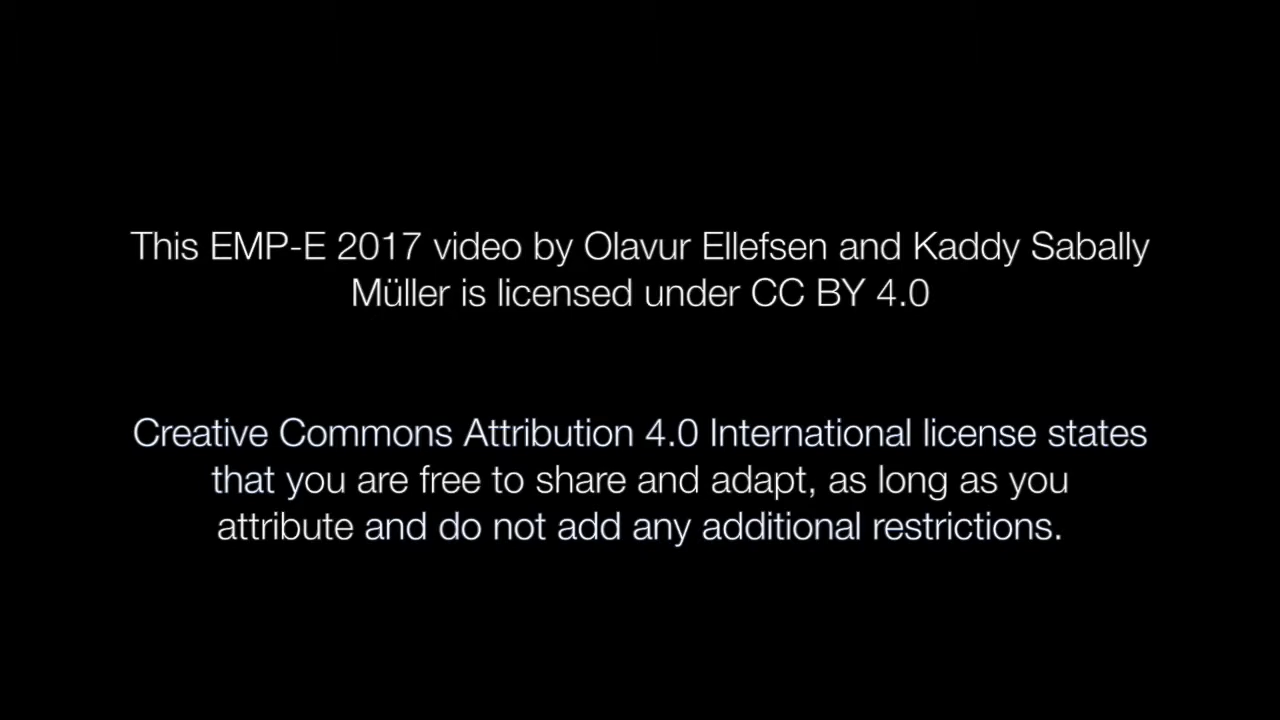 This EMP-E 2017 video by Olavur Ellefsen and Kaddy Sabally
Müller is licensed under CC BY 4.0
Creative Commons Attribution 4.0 International license states
that you are free to share and adapt, as long as you
attribute and do not add any additional restrictions.